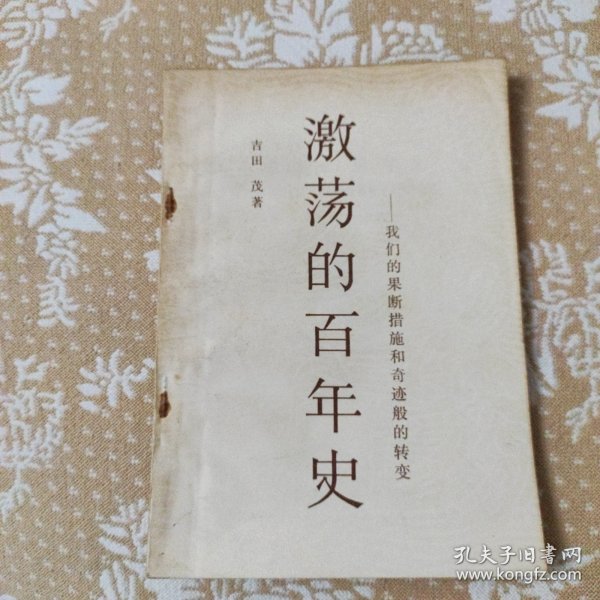 ——我们的果断措施和奇迹般的转变
激荡的百年史
吉田 茂著
孔夫子旧书网
www.kongfz.com